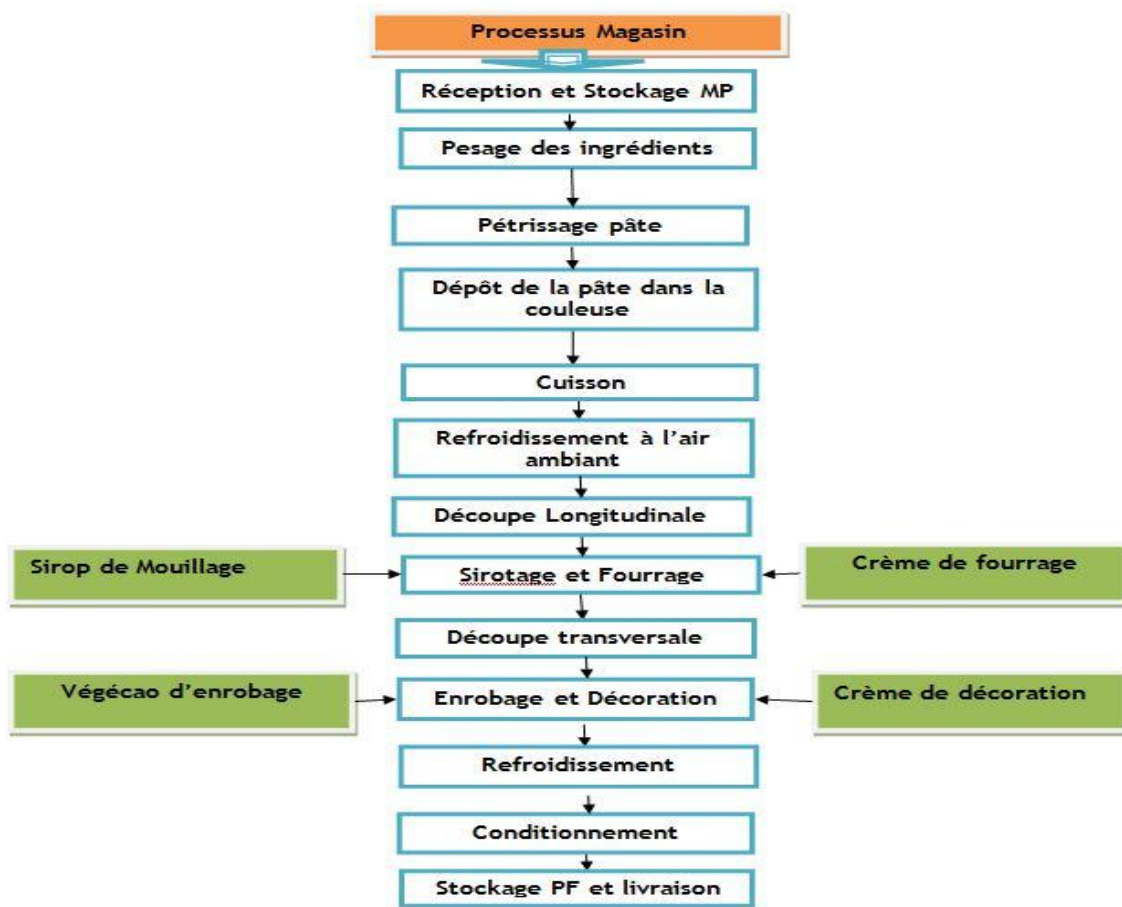 Processus Magasin
Réception et Stockage MP
Pesage des ingrédients
Pétrissage pâte
Dépôt de la pâte dans la
couleuse
Cuisson
Refroidissement à l'air
ambiant
Découpe Longitudinale
Sirop de Mouillage
Sirotage et Fourrage
Crème de fourrage
Découpe transversale
Végécao d'enrobage
Enrobage et Décoration
Crème de décoration
Refroidissement
Conditionnement
Stockage PF et livraison